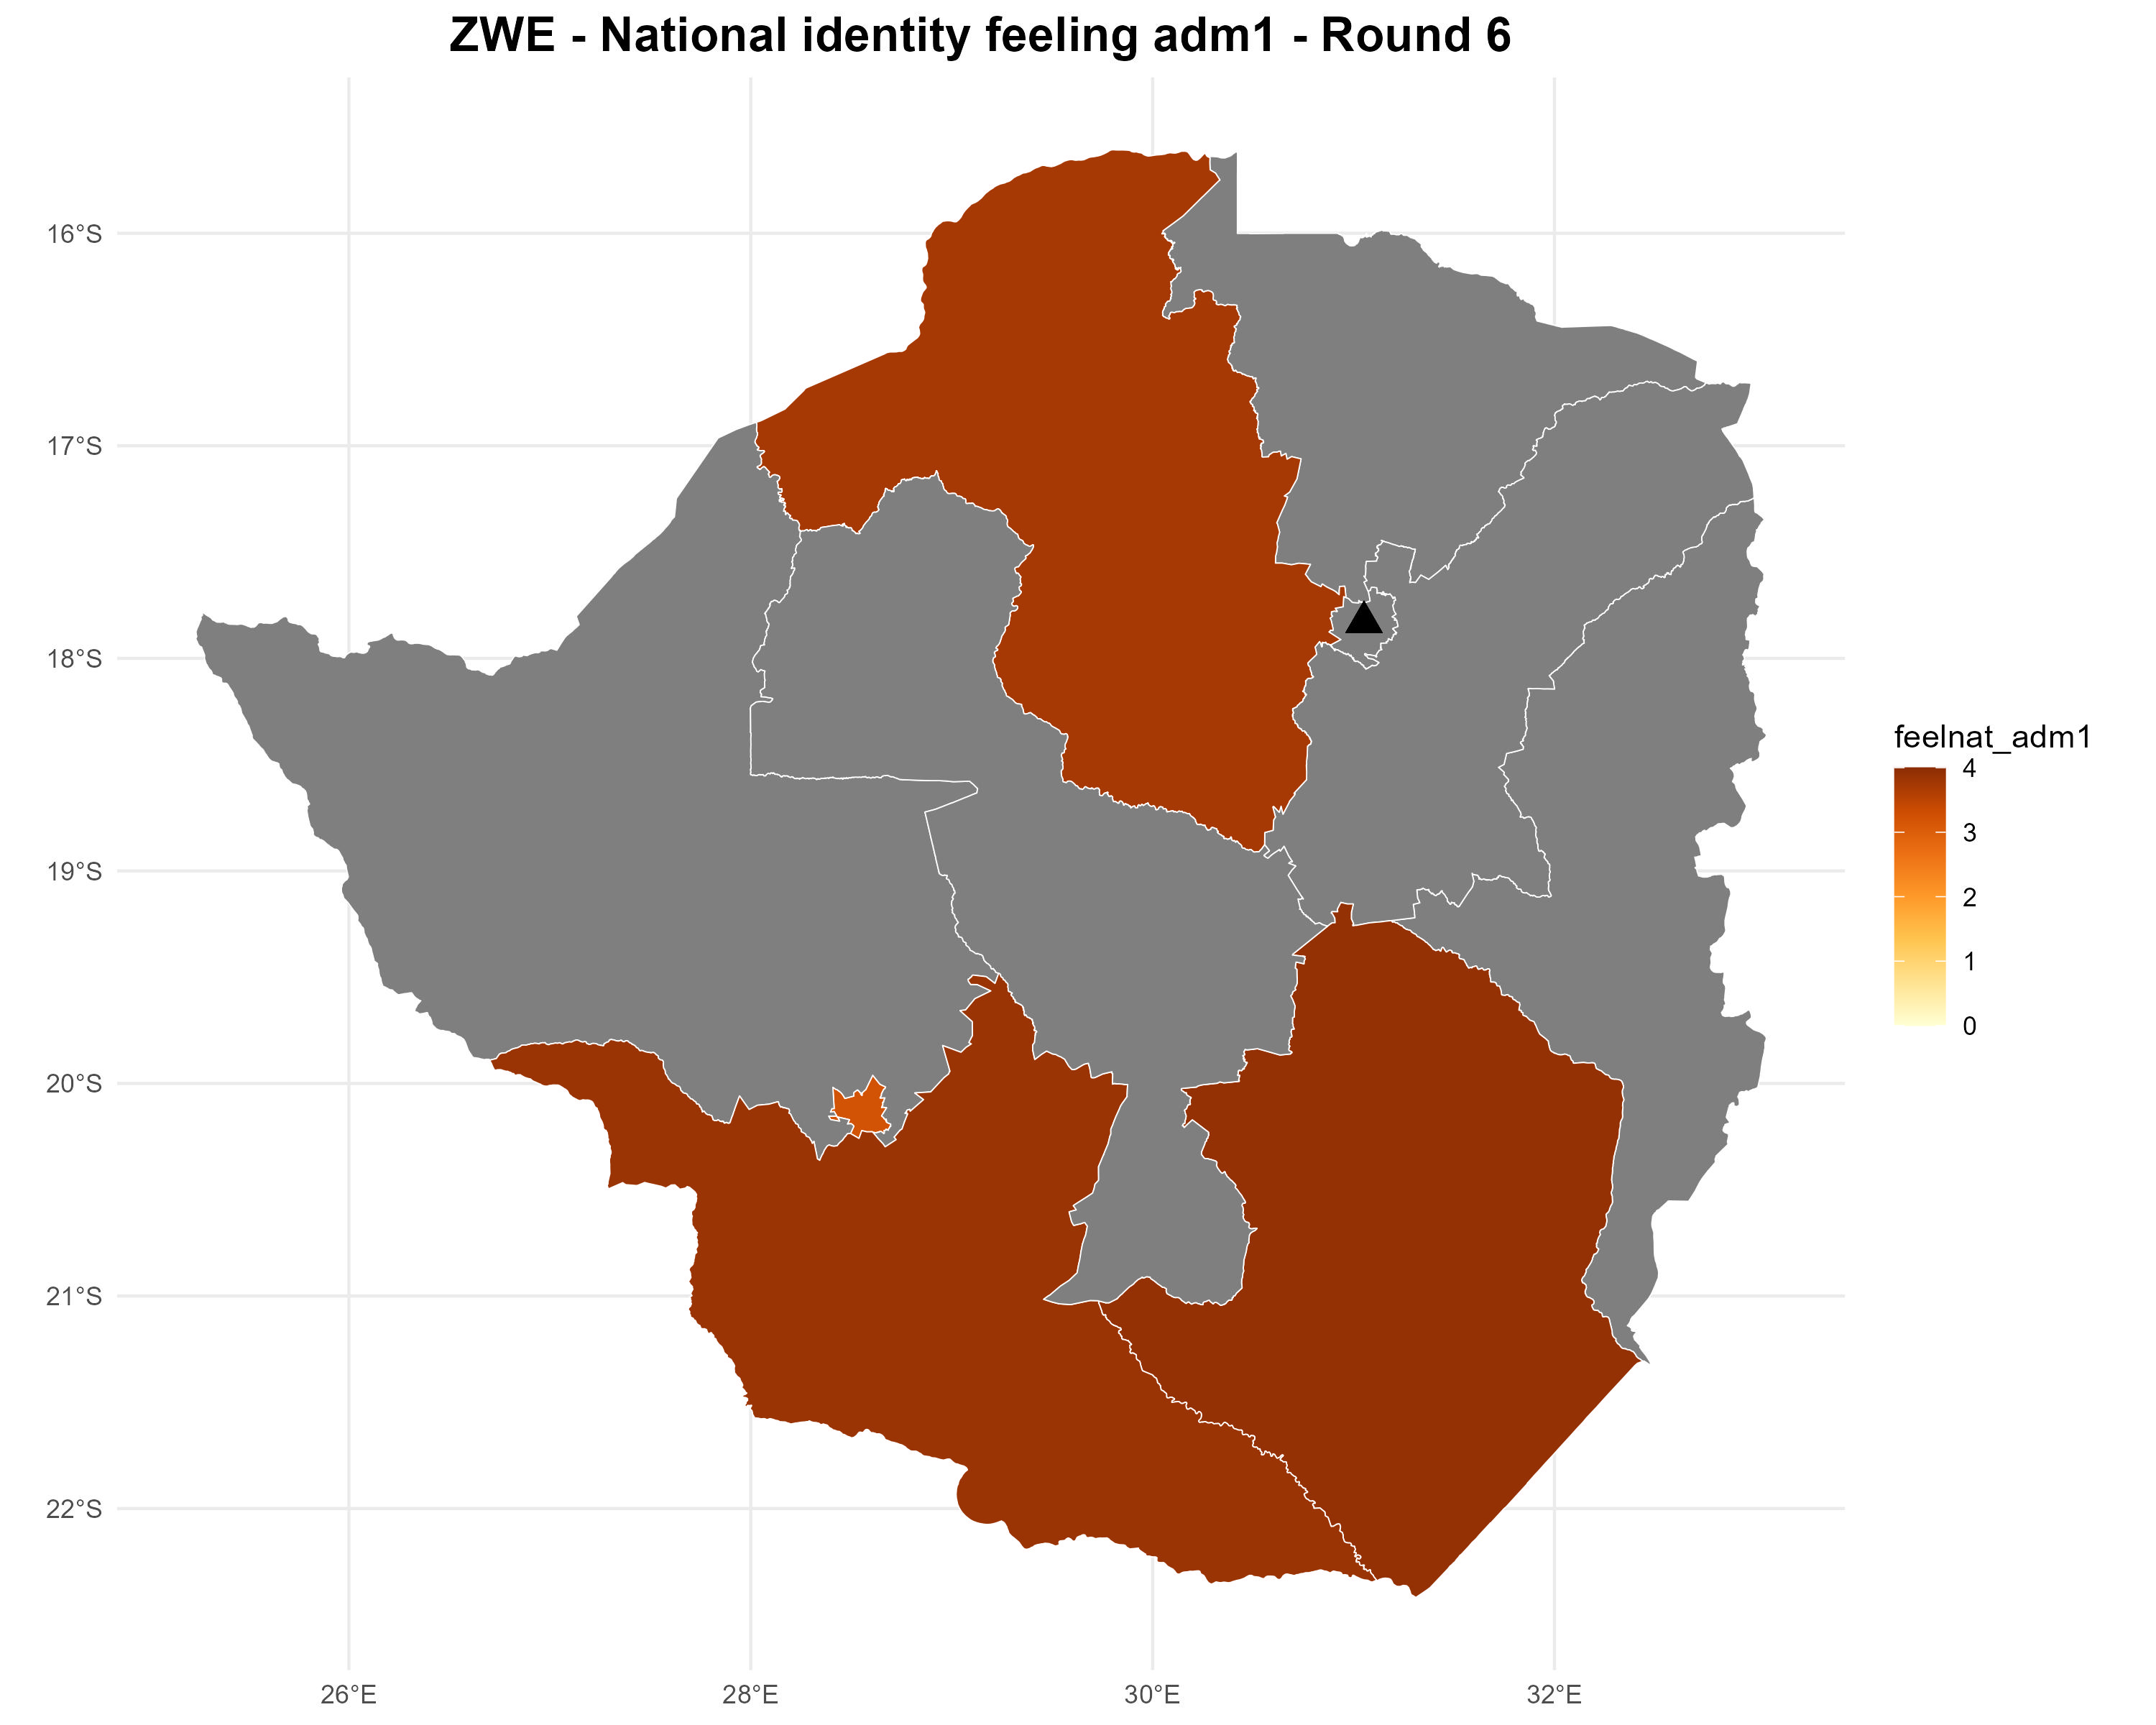 ZWE - National identity feeling adm1 - Round 6
16°S
17°S
18°S
19°S
20°S
21°S
22°S
26°E
28°E
30°E
32°E
feelnat_adm1
4
3
2
1
0